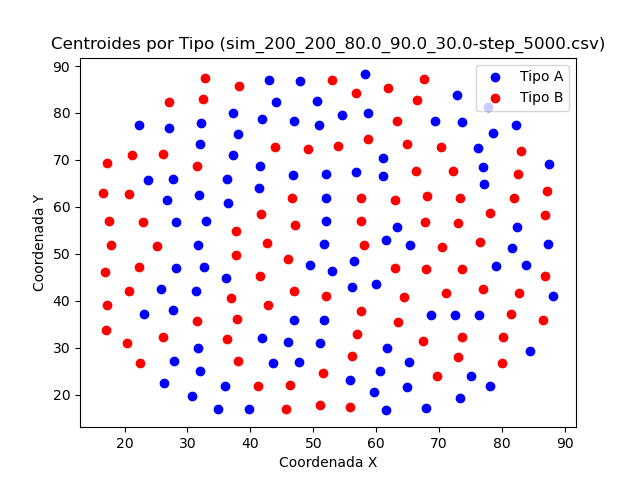 Centroides por Tipo (sim_200_200_80.0_90.0_30.0-step_5000.csv)
Tipo A
Tipo B
90
80
70
60
50
40
30
20
Coordenada Y
20 30 40 50 60 70 80 90
Coordenada X